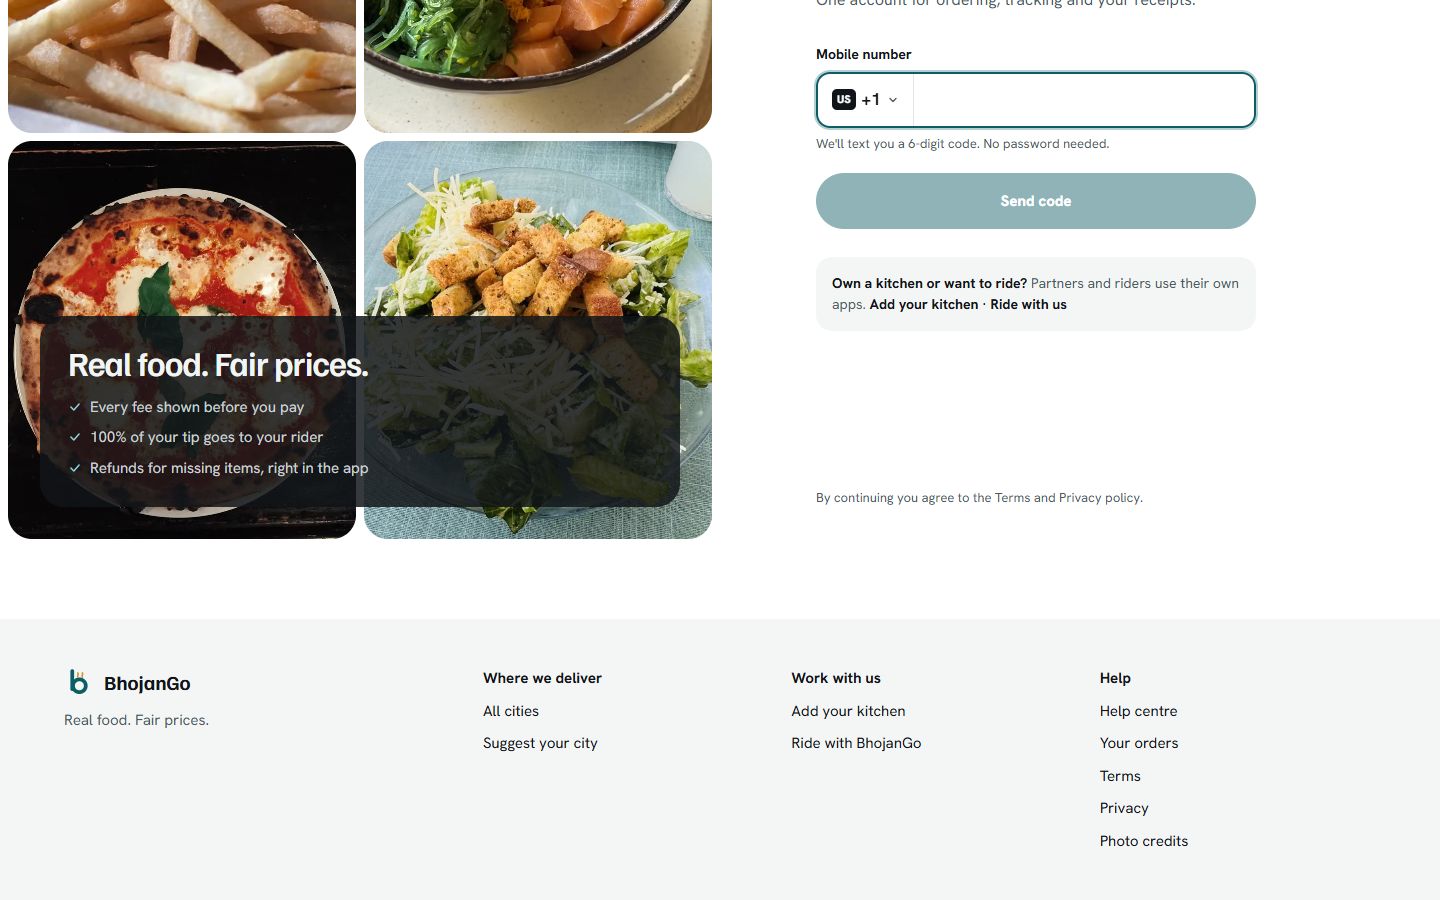 One account for ordering, tracking and your receipts.
Mobile number
US +1
We'll text you a 6-digit code. No password needed.
Send code
Own a kitchen or want to ride? Partners and riders use their own
apps. Add your kitchen · Ride with us
Real food. Fair prices.
Every fee shown before you pay
100% of your tip goes to your rider
Refunds for missing items, right in the app
By continuing you agree to the Terms and Privacy policy.
BhojanGo
Real food. Fair prices.
Where we deliver
All cities
Suggest your city
Work with us
Add your kitchen
Ride with BhojanGo
Help
Help centre
Your orders
Terms
Privacy
Photo credits